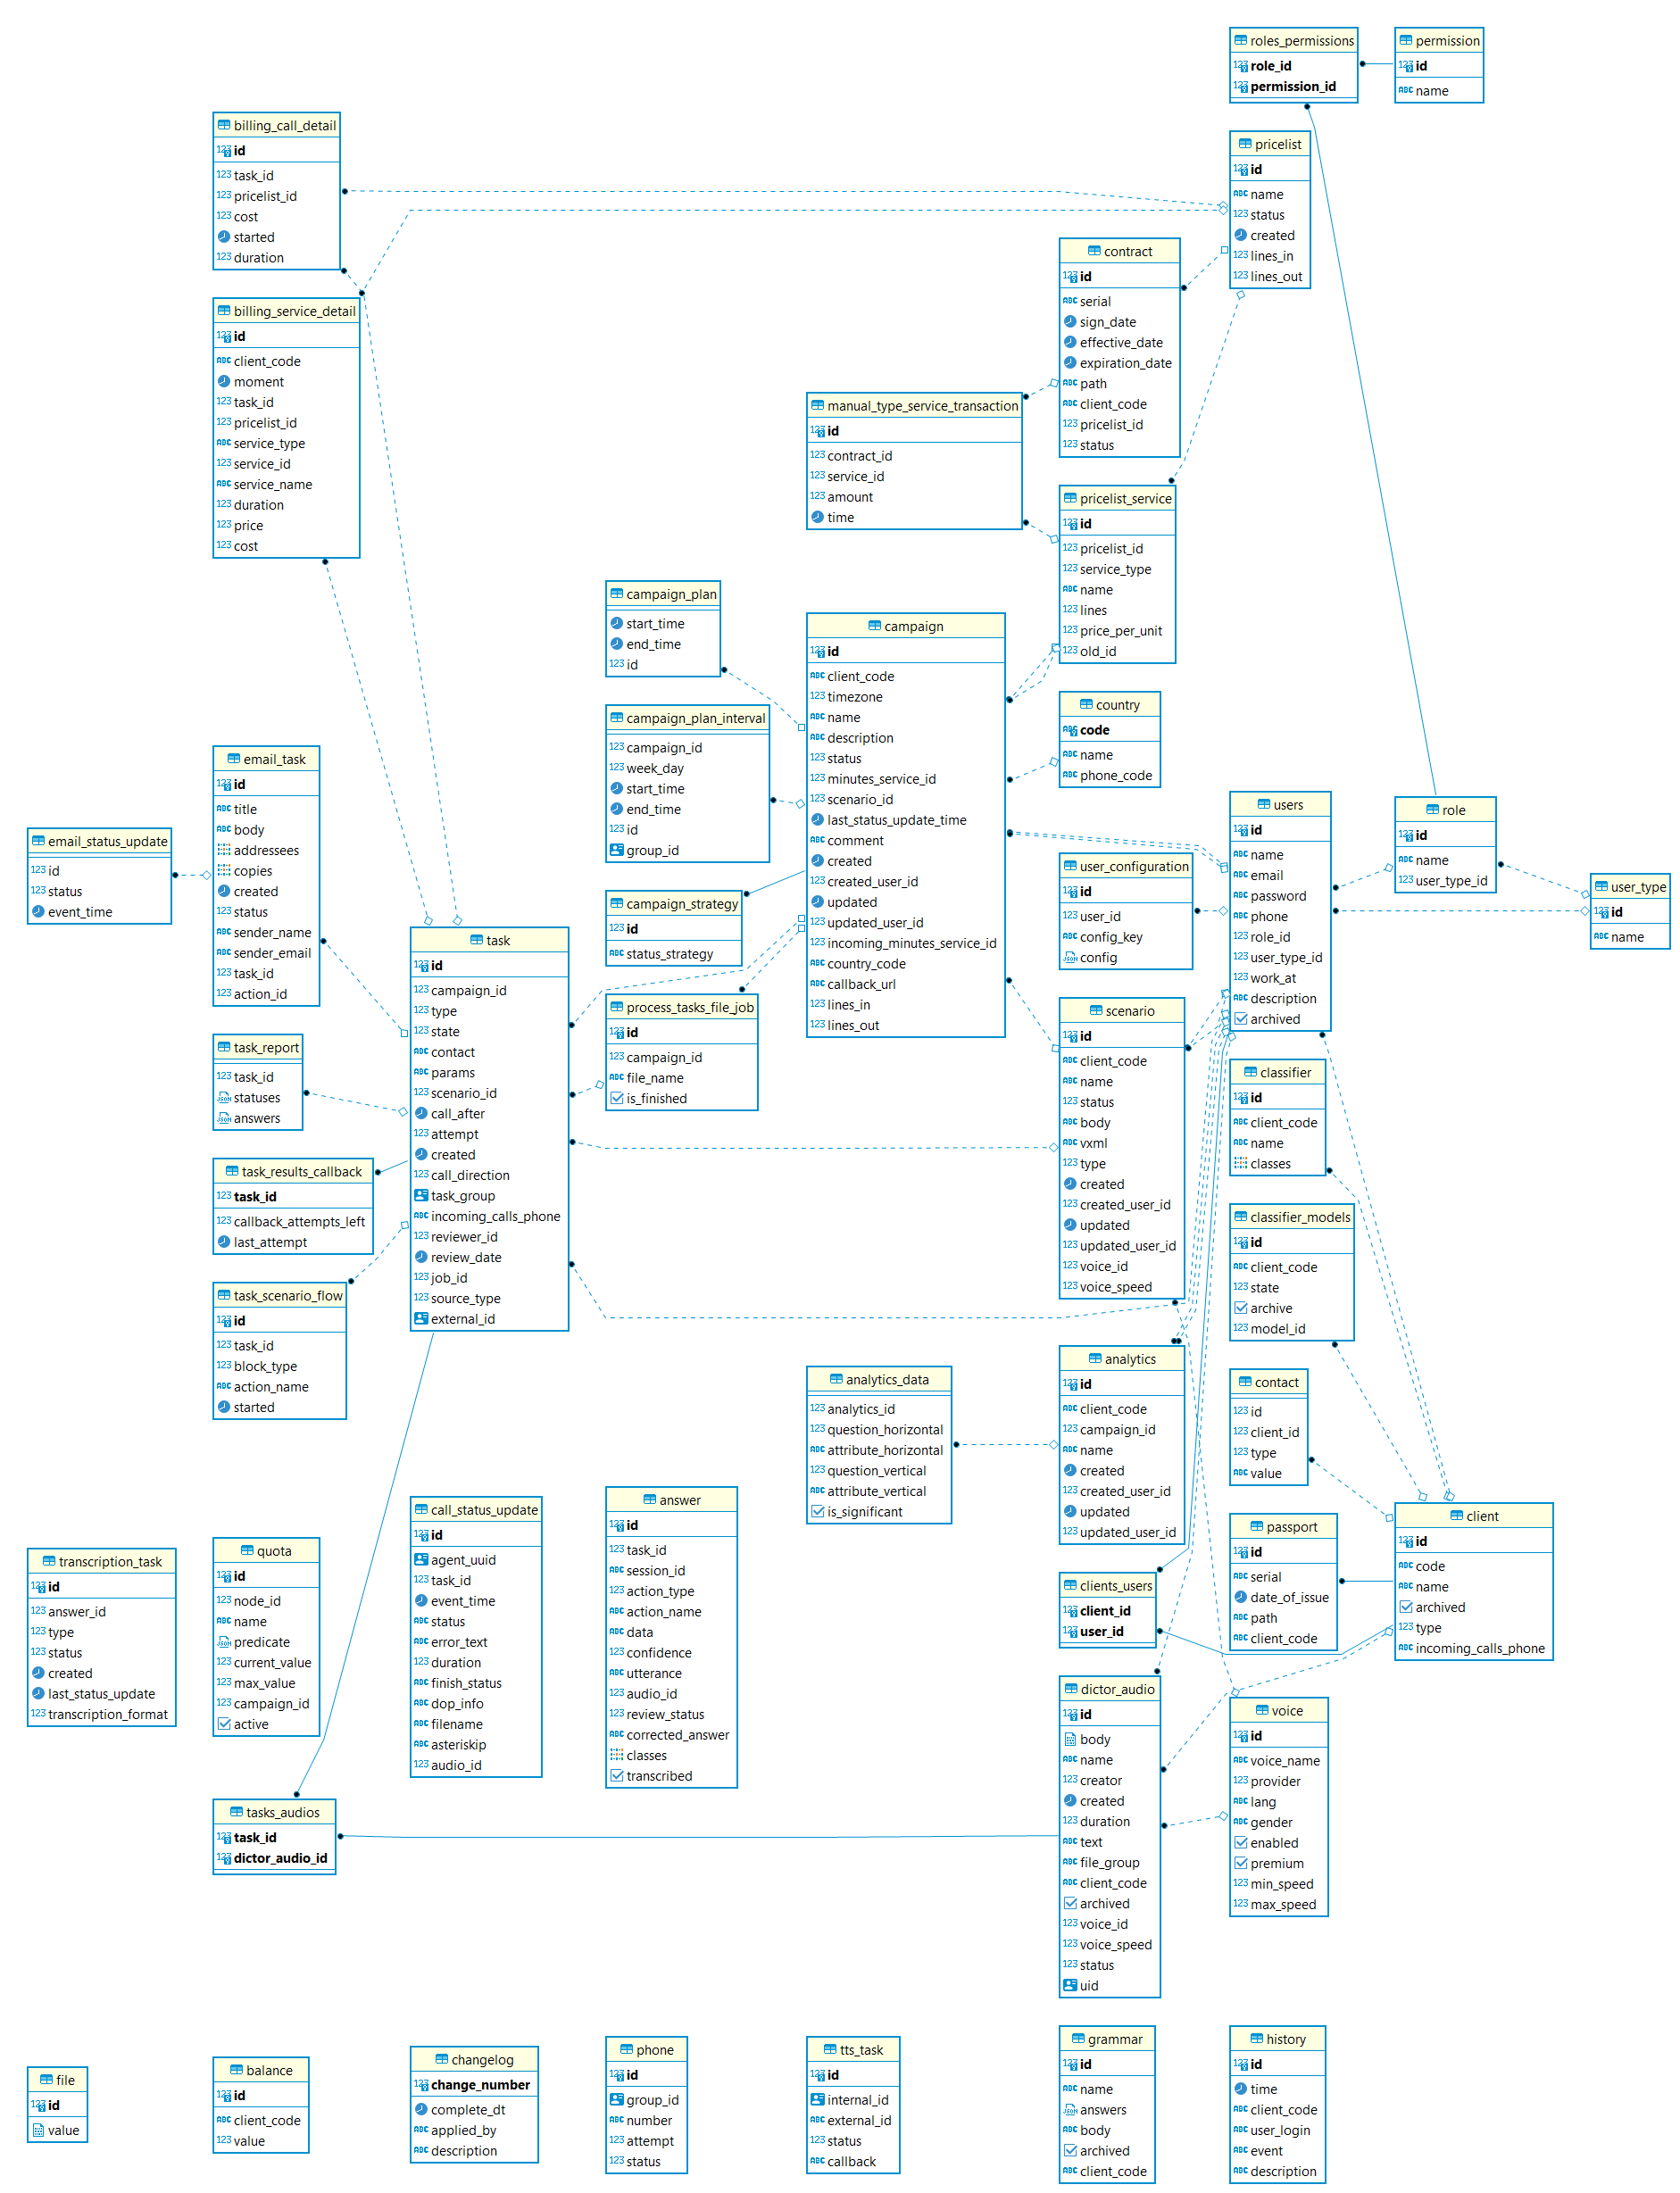 roles_permissions
role_id
permission_id
permission
id
name
billing_call_detail
id
task_id
pricelist_id
cost
started
duration
pricelist
id
name
status
created
lines_in
lines_out
contract
id
serial
sign_date
effective_date
expiration_date
path
client_code
pricelist_id
status
billing_service_detail
id
client_code
moment
task_id
pricelist_id
service_type
service_id
service_name
duration
price
cost
manual_type_service_transaction
id
contract_id
service_id
amount
time
pricelist_service
id
pricelist_id
service_type
name
lines
price_per_unit
old_id
campaign_plan
start_time
end_time
id
campaign
id
client_code
timezone
name
description
status
minutes_service_id
scenario_id
last_status_update_time
comment
created
created_user_id
updated
updated_user_id
incoming_minutes_service_id
country_code
callback_url
lines_in
lines_out
country
code
name
phone_code
campaign_plan_interval
campaign_id
week_day
start_time
end_time
id
group_id
email_task
id
title
body
addressees
copies
created
status
sender_name
sender_email
task_id
action_id
users
id
name
email
password
phone
role_id
user_type_id
work_at
description
archived
role
id
name
user_type_id
email_status_update
id
status
event_time
user_configuration
id
user_id
config_key
config
user_type
id
name
campaign_strategy
id
status_strategy
task
id
campaign_id
type
state
contact
params
scenario_id
call_after
attempt
created
call_direction
task_group
incoming_calls_phone
reviewer_id
review_date
job_id
source_type
external_id
process_tasks_file_job
id
campaign_id
file_name
is_finished
scenario
id
client_code
name
status
body
vxml
type
created
created_user_id
updated
updated_user_id
voice_id
voice_speed
task_report
task_id
statuses
answers
classifier
id
client_code
name
classes
task_results_callback
task_id
callback_attempts_left
last_attempt
classifier_models
id
client_code
state
archive
model_id
task_scenario_flow
id
task_id
block_type
action_name
started
analytics_data
analytics_id
question_horizontal
attribute_horizontal
question_vertical
attribute_vertical
is_significant
analytics
id
client_code
campaign_id
name
created
created_user_id
updated
updated_user_id
contact
id
client_id
type
value
call_status_update
id
agent_uuid
task_id
event_time
status
error_text
duration
finish_status
dop_info
filename
asteriskip
audio_id
answer
id
task_id
session_id
action_type
action_name
data
confidence
utterance
audio_id
review_status
corrected_answer
classes
transcribed
client
id
code
name
archived
type
incoming_calls_phone
passport
id
serial
date_of_issue
path
client_code
transcription_task
id
answer_id
type
status
created
last_status_update
transcription_format
quota
id
node_id
name
predicate
current_value
max_value
campaign_id
active
clients_users
client_id
user_id
dictor_audio
id
body
name
creator
created
duration
text
file_group
client_code
archived
voice_id
voice_speed
status
uid
voice
id
voice_name
provider
lang
gender
enabled
premium
min_speed
max_speed
tasks_audios
task_id
dictor_audio_id
file
id
value
balance
id
client_code
value
changelog
change_number
complete_dt
applied_by
description
phone
id
group_id
number
attempt
status
tts_task
id
internal_id
external_id
status
callback
grammar
id
name
answers
body
archived
client_code
history
id
time
client_code
user_login
event
description